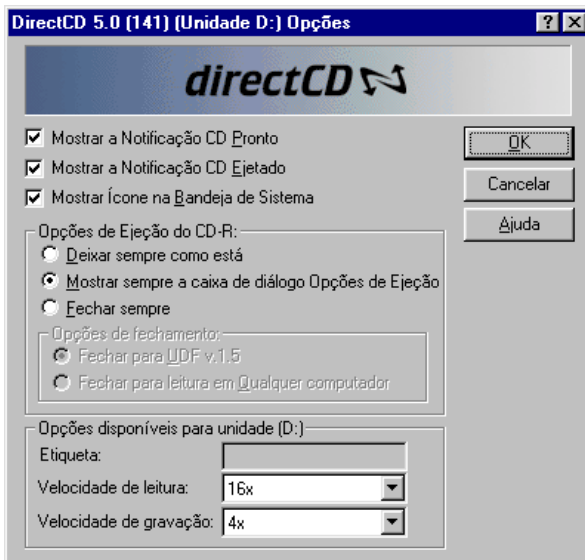 DirectCD 5.0 (141) (Unidade D:) Opções
directCD
Mostrar a Notificação CD Pronto
Mostrar a Notificação CD Ejetado
Mostrar Ícone na Bandeja de Sistema
OK
Cancelar
Ajuda
Opções de Ejeção do CD-R:
Deixar sempre como está
Mostrar sempre a caixa de diálogo Opções de Ejeção
Fechar sempre
Opções de fechamento:
Fechar para UDF v.1.5
Fechar para leitura em Qualquer computador
Opções disponíveis para unidade (D:)
Etiqueta:
Velocidade de leitura: 16x
Velocidade de gravação: 4x